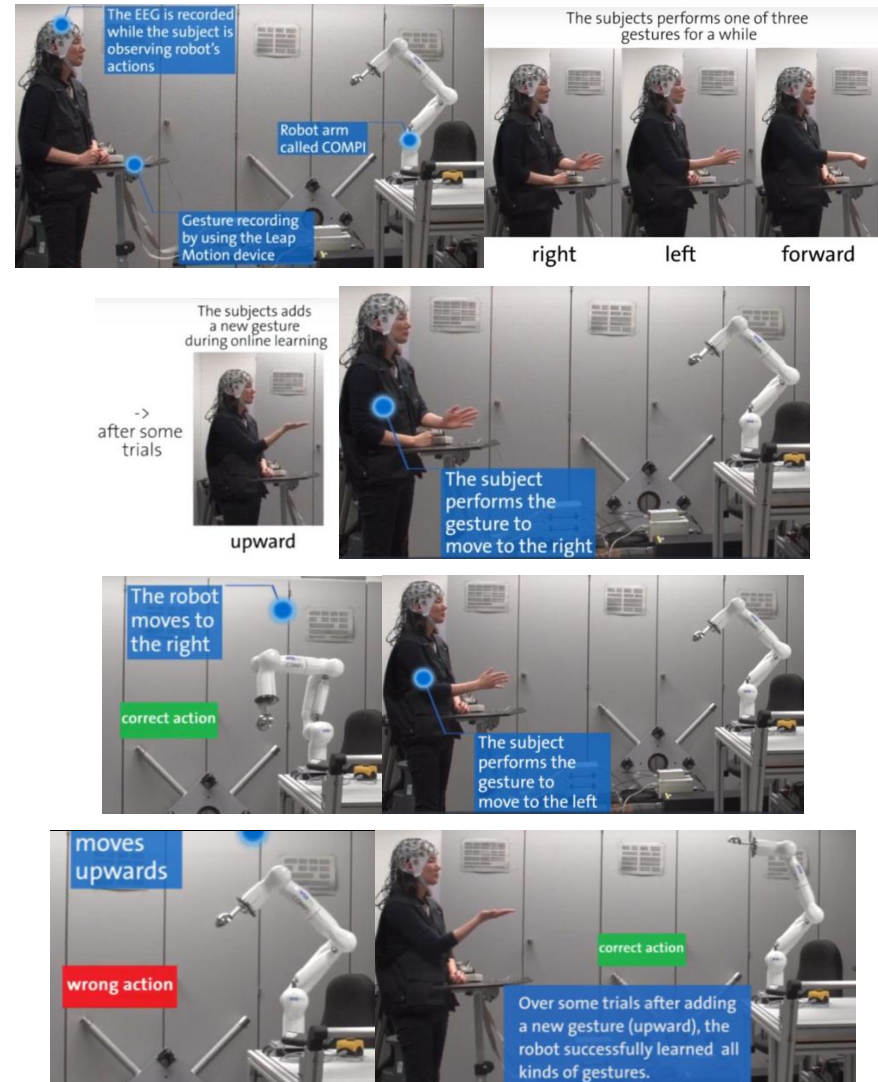 The EEG is recorded
while the subject is
observing robot's
actions
Robot arm
called COMPI
Gesture recording
by using the Leap
Motion device
The subjects performs one of three
gestures for a while
right
left
forward
The subjects adds
a new gesture
during online learning
->
after some
trials
upward
The subject
performs the
gesture to
move to the right
The robot
moves to
the right
correct action
The subject
performs the
gesture to
move to the left
moves
upwards
wrong action
correct action
Over some trials after adding
a new gesture (upward), the
robot successfully learned all
kinds of gestures.